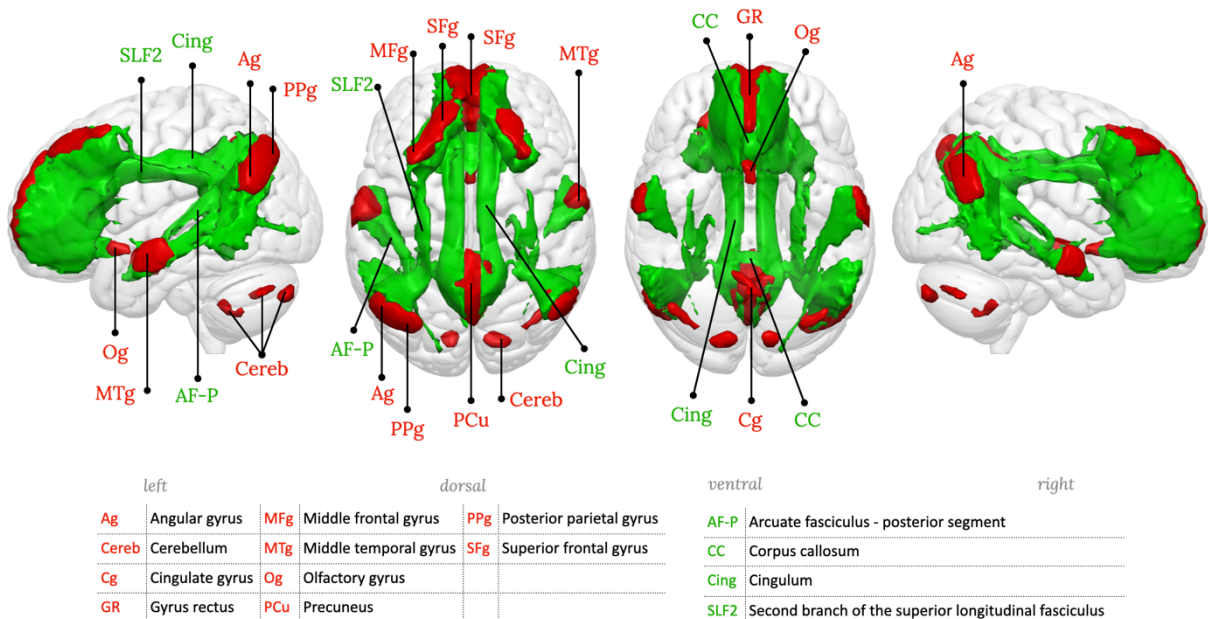 SLF2 Cing Ag PPg
MFg SFg SFg MTg
SLF2
CC GR Og
Ag
Og MTg AF-P Cereb
AF-P Ag PPg PCu Cereb Cing
Cing Cg CC
left dorsal ventral right
Ag Angular gyrus MFg Middle frontal gyrus PPg Posterior parietal gyrus
Cereb Cerebellum MTg Middle temporal gyrus SFg Superior frontal gyrus
Cg Cingulate gyrus Og Olfactory gyrus
GR Gyrus rectus PCu Precuneus
AF-P Arcuate fasciculus - posterior segment
CC Corpus callosum
Cing Cingulum
SLF2 Second branch of the superior longitudinal fasciculus